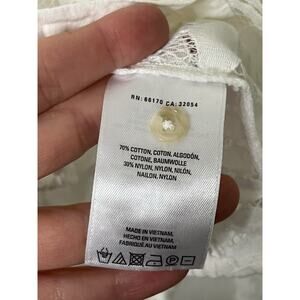 RN: 66170 CA: 32054
70% COTTON, COTON, ALGODÓN,
COTONE, BAUMWOLLE
30% NYLON, NYLON, NILÓN,
NAILON, NYLON
MADE IN VIETNAM,
HECHO EN VIETNAM,
FABRIQUÉ AU VIETNAM